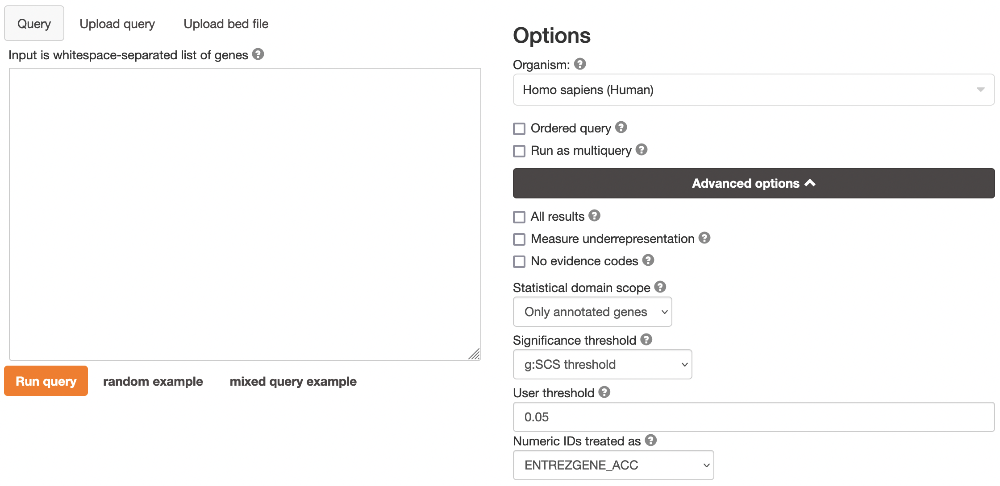 Query
Upload query
Upload bed file
Input is whitespace-separated list of genes ?
Run query
random example
mixed query example
Options
Organism: ?
Homo sapiens (Human)
Ordered query ?
Run as multiquery ?
Advanced options
All results ?
Measure underrepresentation ?
No evidence codes ?
Statistical domain scope ?
Only annotated genes
Significance threshold ?
g:SCS threshold
User threshold ?
0.05
Numeric IDs treated as ?
ENTREZGENE_ACC